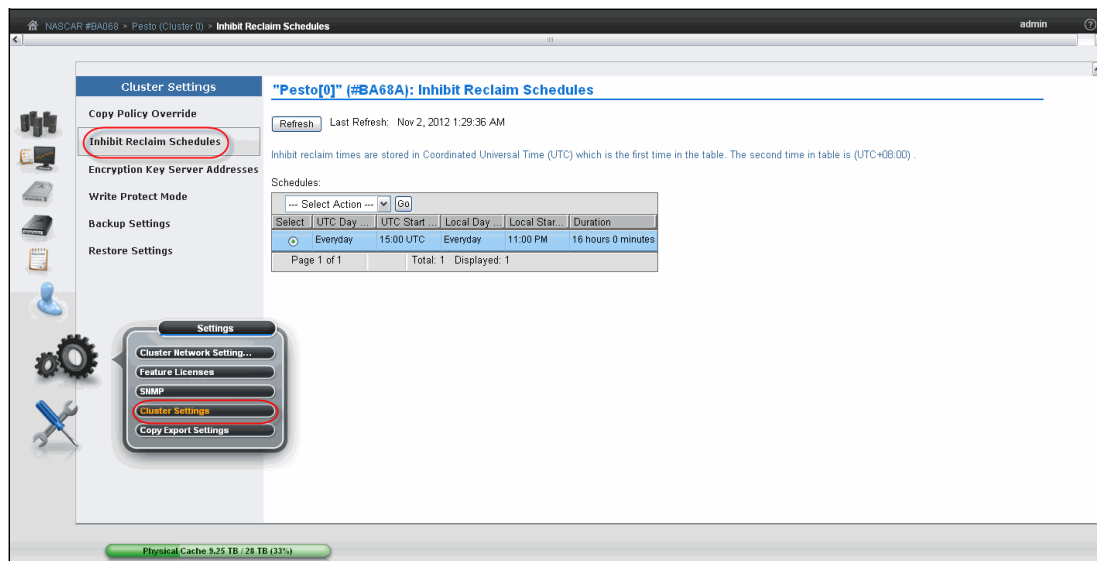 NASCAR #BA068 > Pesto (Cluster 0) > Inhibit Reclaim Schedules
admin
?
Cluster Settings
Copy Policy Override
Inhibit Reclaim Schedules
Encryption Key Server Addresses
Write Protect Mode
Backup Settings
Restore Settings
"Pesto[0]" (#BA68A): Inhibit Reclaim Schedules
Refresh Last Refresh: Nov 2, 2012 1:29:36 AM
Inhibit reclaim times are stored in Coordinated Universal Time (UTC) which is the first time in the table. The second time in table is (UTC+08:00) .
Schedules:
--- Select Action --- Go
Select UTC Day ... UTC Start ... Local Day ... Local Star... Duration
Everyday 15:00 UTC Everyday 11:00 PM 16 hours 0 minutes
Page 1 of 1 Total: 1 Displayed: 1
Settings
Cluster Network Setting...
Feature Licenses
SNMP
Cluster Settings
Copy Export Settings
Physical Cache 9.25 TB / 28 TB (33%)